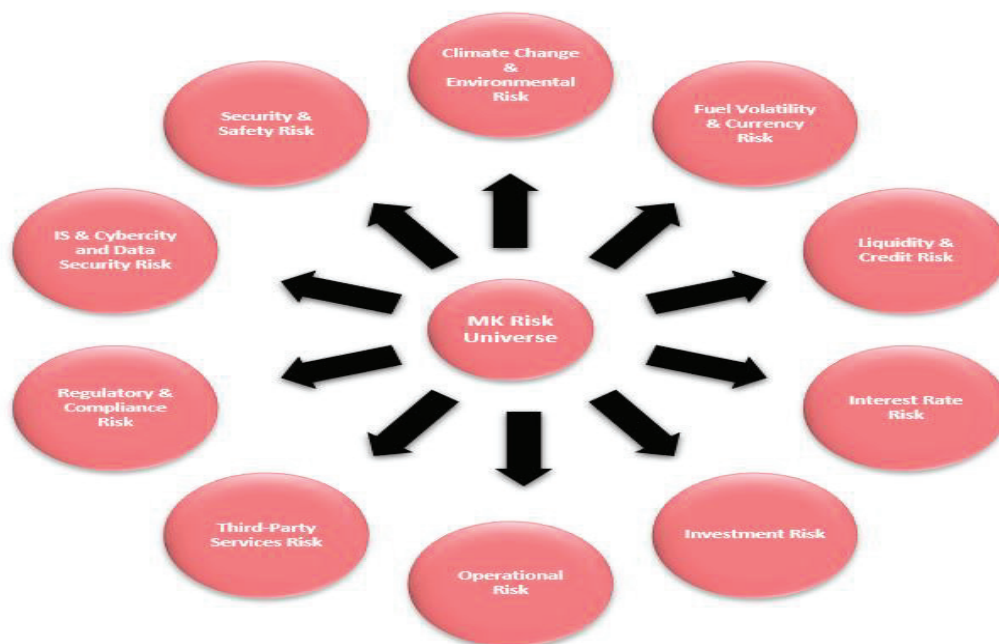 Climate Change
&
Environmental
Risk
Fuel Volatility
& Currency
Risk
Liquidity &
Credit Risk
Interest Rate
Risk
Investment Risk
Operational
Risk
Third-Party
Services Risk
Regulatory &
Compliance
Risk
IS & Cybercity
and Data
Security Risk
Security &
Safety Risk
MK Risk
Universe